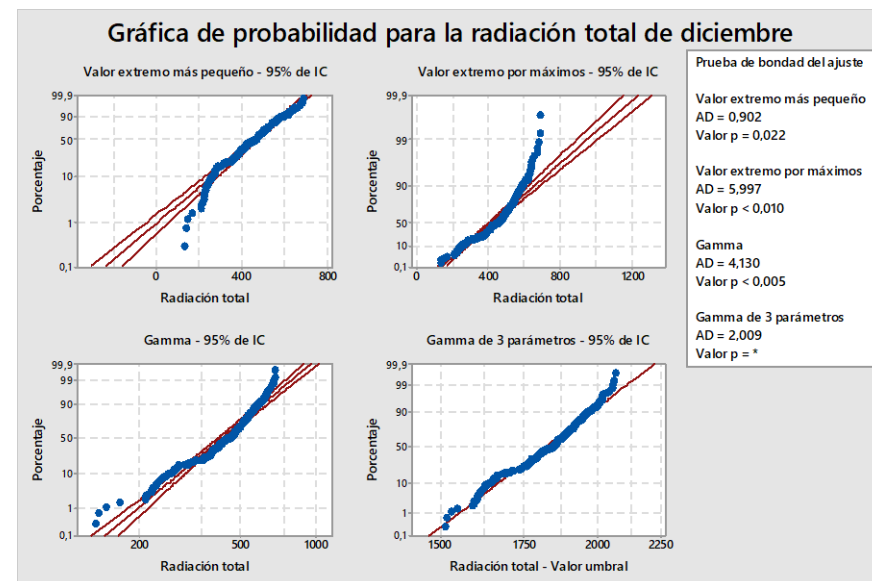 Gráfica de probabilidad para la radiación total de diciembre
Valor extremo más pequeño - 95% de IC
99,9
90
50
10
1
0,1
Porcentaje
0
400
800
Radiación total
Valor extremo por máximos - 95% de IC
99,9
99
90
50
10
0,1
Porcentaje
0
400
800
1200
Radiación total
Gamma - 95% de IC
99,9
99
90
50
10
1
0,1
Porcentaje
200
500
1000
Radiación total
Gamma de 3 parámetros - 95% de IC
99,9
99
90
50
10
1
0,1
Porcentaje
1500
1750
2000
2250
Radiación total - Valor umbral
Prueba de bondad del ajuste
Valor extremo más pequeño
AD = 0,902
Valor p = 0,022
Valor extremo por máximos
AD = 5,997
Valor p < 0,010
Gamma
AD = 4,130
Valor p < 0,005
Gamma de 3 parámetros
AD = 2,009
Valor p = *